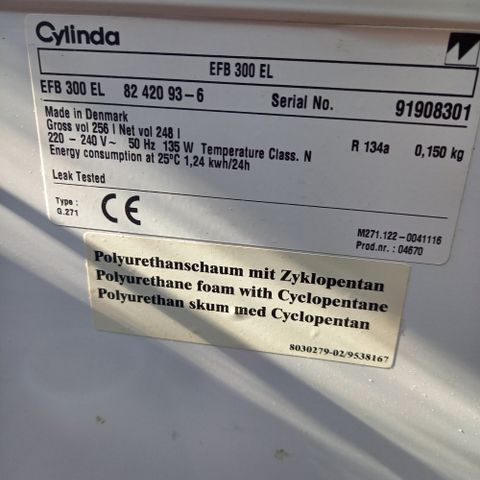 Cylinda
EFB 300 EL
EFB 300 EL 82 420 93-6 Serial No. 91908301
Made in Denmark
Gross vol 256 l Net vol 248 l
220 - 240 V~ 50 Hz 135 W Temperature Class. N R 134a 0,150 kg
Energy consumption at 25°C 1,24 kwh/24h
Leak Tested
Type :
G.271
CE
M271.122-0041116
Prod.nr. : 04670
Polyurethanschaum mit Zyklopentan
Polyurethane foam with Cyclopentane
Polyurethan skum med Cyclopentan
8030279-02/9538167